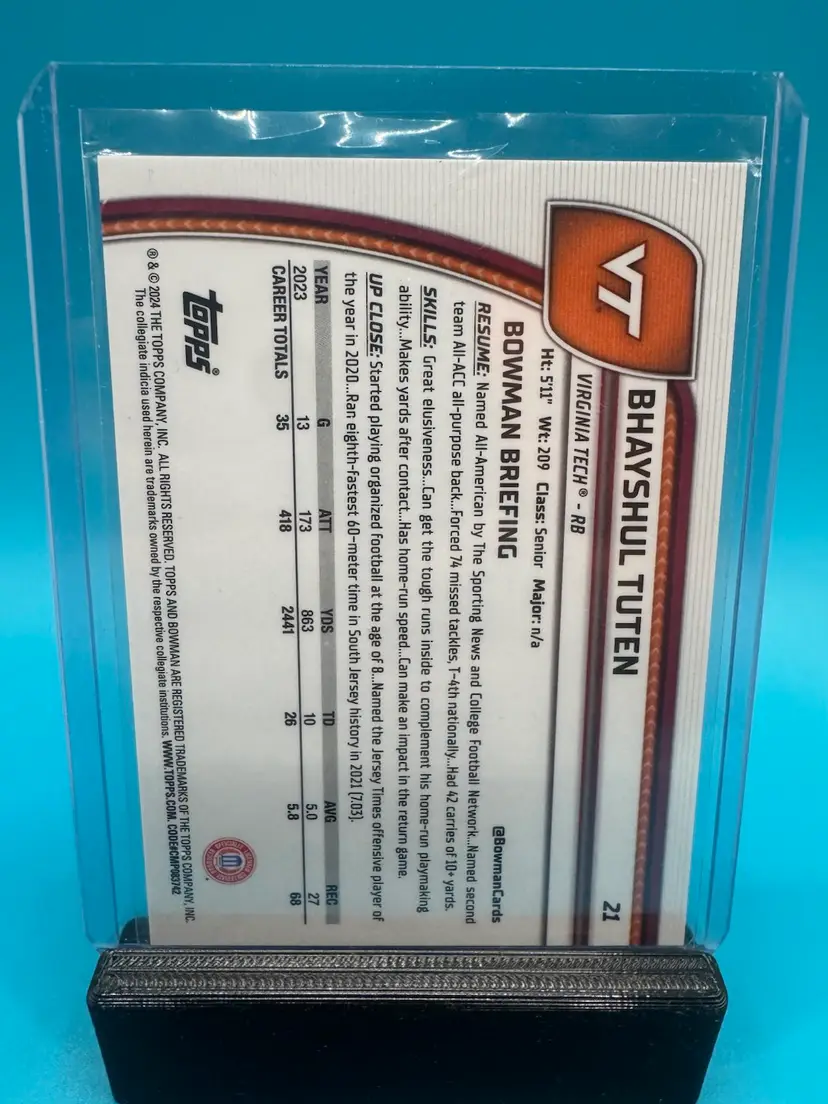 VT
BHAYSHUL TUTEN
21
VIRGINIA TECH® - RB
Ht: 5'11" Wt: 209 Class: Senior Major: n/a
BOWMAN BRIEFING
@BowmanCards
RESUME: Named All-American by The Sporting News and College Football Network...Named second
team All-ACC all-purpose back...Forced 74 missed tackles, T-4th nationally...Had 42 carries of 10+ yards.
SKILLS: Great elusiveness...Can get the tough runs inside to complement his home-run playmaking
ability...Makes yards after contact...Has home-run speed...Can make an impact in the return game.
UP CLOSE: Started playing organized football at the age of 8...Named the Jersey Times offensive player of
the year in 2020...Ran eighth-fastest 60-meter time in South Jersey history in 2021 (7.03).
YEAR G ATT YDS TD AVG REC
2023 13 173 863 10 5.0 27
CAREER TOTALS 35 418 2441 26 5.8 68
topps®
® & © 2024 THE TOPPS COMPANY, INC. ALL RIGHTS RESERVED. TOPPS AND BOWMAN ARE REGISTERED TRADEMARKS OF THE TOPPS COMPANY, INC.
The collegiate indicia used herein are trademarks owned by the respective collegiate institutions. WWW.TOPPS.COM. CODE#CMP083742